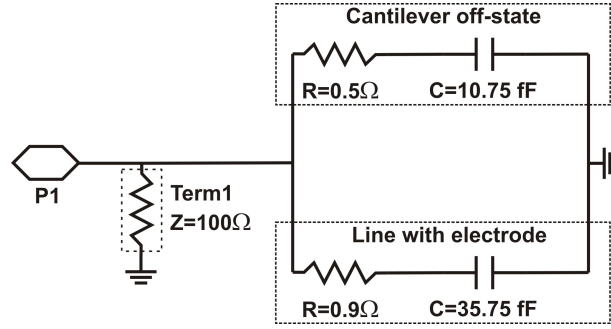 Cantilever off-state
R=0.5Ω C=10.75 fF
P1
Term1
Z=100Ω
Line with electrode
R=0.9Ω C=35.75 fF